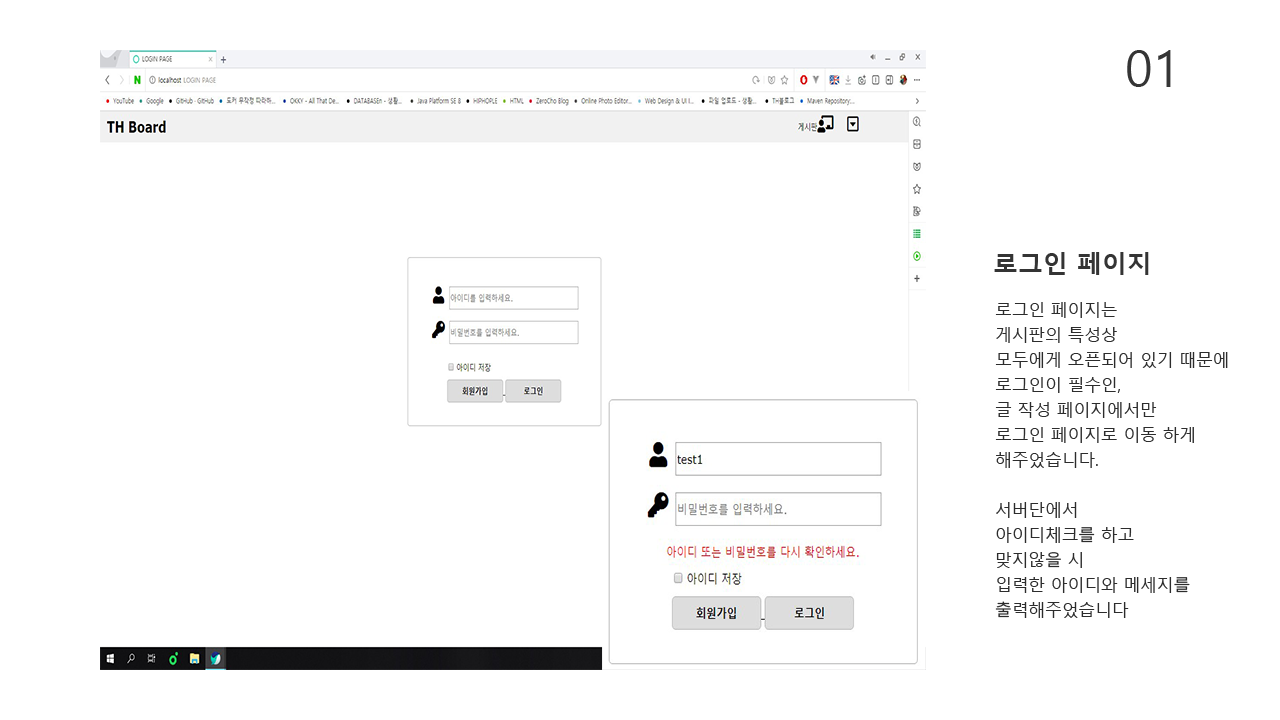 01
LOGIN PAGE
localhost LOGIN PAGE
YouTube Google GitHub · GitHub 도커 무작정 따라하... OKKY - All That De... DATABASEn - 생활... Java Platform SE 8 HIPHOPLE HTML ZeroCho Blog Online Photo Editor... Web Design & UI I... 파일 업로드 - 생활... TH블로그 Maven Repository...
TH Board
게시판
아이디를 입력하세요.
비밀번호를 입력하세요.
아이디 저장
회원가입 로그인
test1
비밀번호를 입력하세요.
아이디 또는 비밀번호를 다시 확인하세요.
아이디 저장
회원가입 로그인
로그인 페이지
로그인 페이지는
게시판의 특성상
모두에게 오픈되어 있기 때문에
로그인이 필수인,
글 작성 페이지에서만
로그인 페이지로 이동 하게
해주었습니다.
서버단에서
아이디체크를 하고
맞지않을 시
입력한 아이디와 메세지를
출력해주었습니다